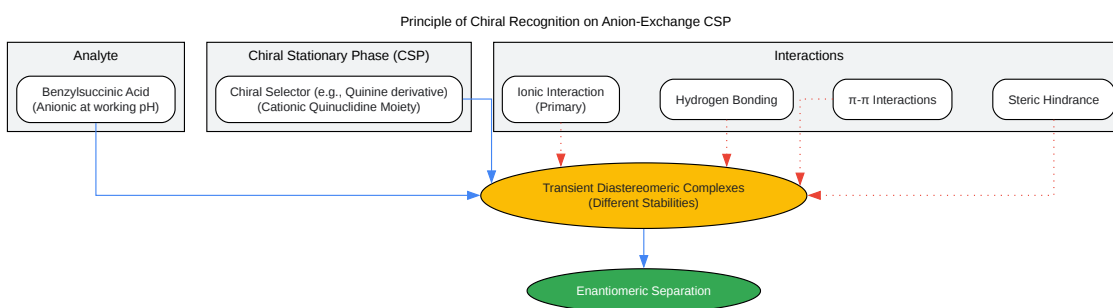 Principle of Chiral Recognition on Anion-Exchange CSP
Analyte
Benzylsuccinic Acid
(Anionic at working pH)
Chiral Stationary Phase (CSP)
Chiral Selector (e.g., Quinine derivative)
(Cationic Quinuclidine Moiety)
Interactions
Ionic Interaction
(Primary)
Hydrogen Bonding
π-π Interactions
Steric Hindrance
Transient Diastereomeric Complexes
(Different Stabilities)
Enantiomeric Separation